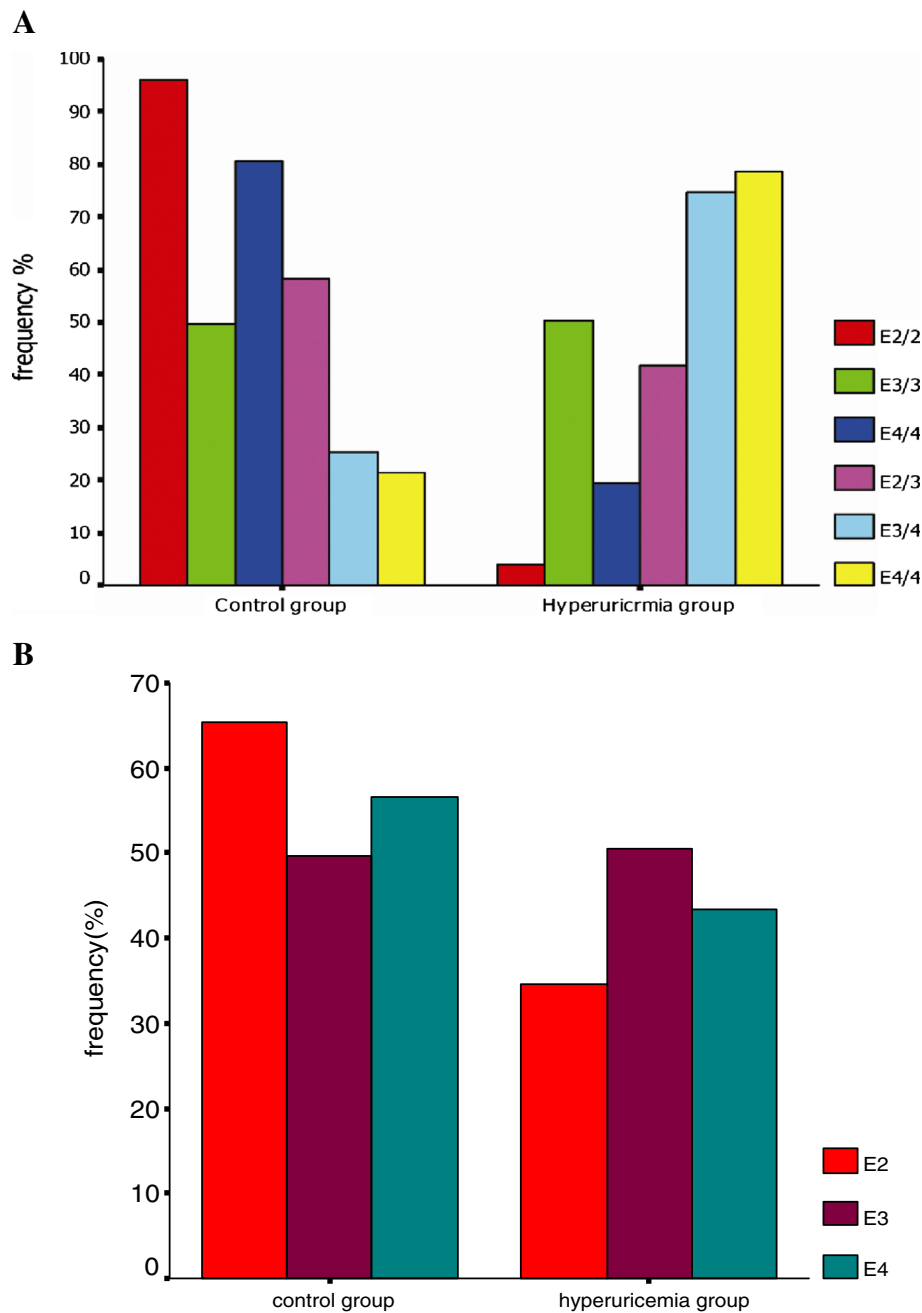 A
100
90
80
70
60
50
40
30
20
10
0
frequency %
Control group
Hyperuricrmia group
E2/2
E3/3
E4/4
E2/3
E3/4
E4/4
B
70
60
50
40
30
20
10
0
frequency(%)
control group
hyperuricemia group
E2
E3
E4